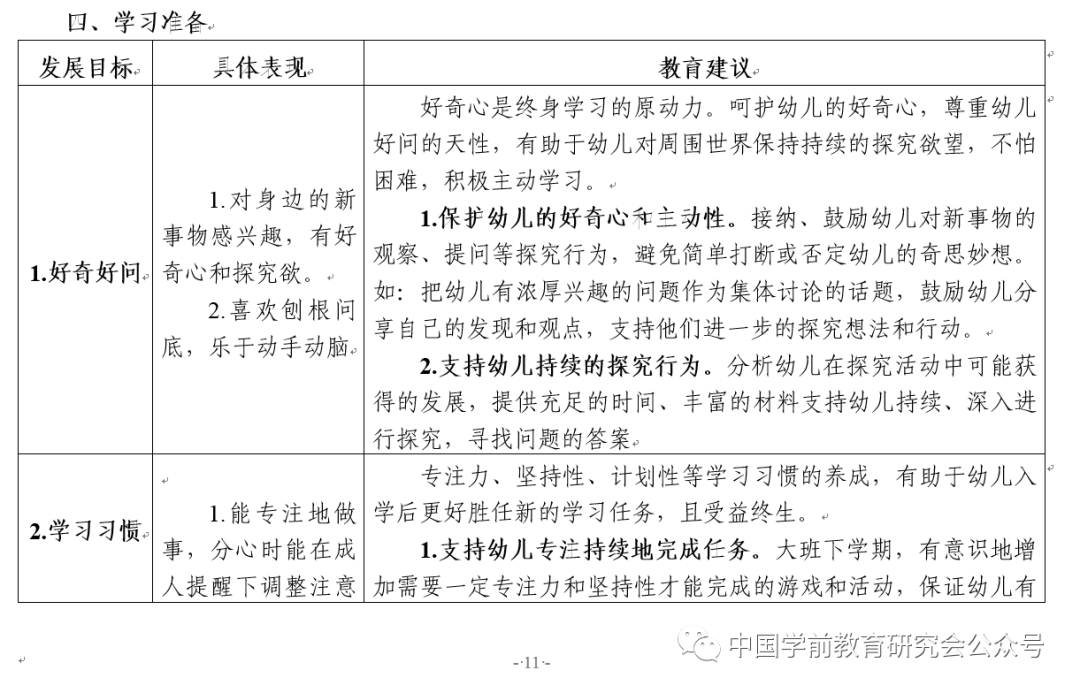 四、学习准备
发展目标
具体表现
教育建议
1.好奇好问
1.对身边的新
事物感兴趣，有好
奇心和探究欲。
2.喜欢刨根问
底，乐于动手动脑
好奇心是终身学习的原动力。呵护幼儿的好奇心，尊重幼儿
好问的天性，有助于幼儿对周围世界保持持续的探究欲望，不怕
困难，积极主动学习。
1.保护幼儿的好奇心和主动性。接纳、鼓励幼儿对新事物的
观察、提问等探究行为，避免简单打断或否定幼儿的奇思妙想。
如：把幼儿有浓厚兴趣的问题作为集体讨论的话题，鼓励幼儿分
享自己的发现和观点，支持他们进一步的探究想法和行动。
2.支持幼儿持续的探究行为。分析幼儿在探究活动中可能获
得的发展，提供充足的时间、丰富的材料支持幼儿持续、深入进
行探究，寻找问题的答案
2.学习习惯
1.能专注地做
事，分心时能在成
人提醒下调整注意
专注力、坚持性、计划性等学习习惯的养成，有助于幼儿入
学后更好胜任新的学习任务，且受益终生。
1.支持幼儿专注持续地完成任务。大班下学期，有意识地增
加需要一定专注力和坚持性才能完成的游戏和活动，保证幼儿有
中国学前教育研究会公众号
-·11·-